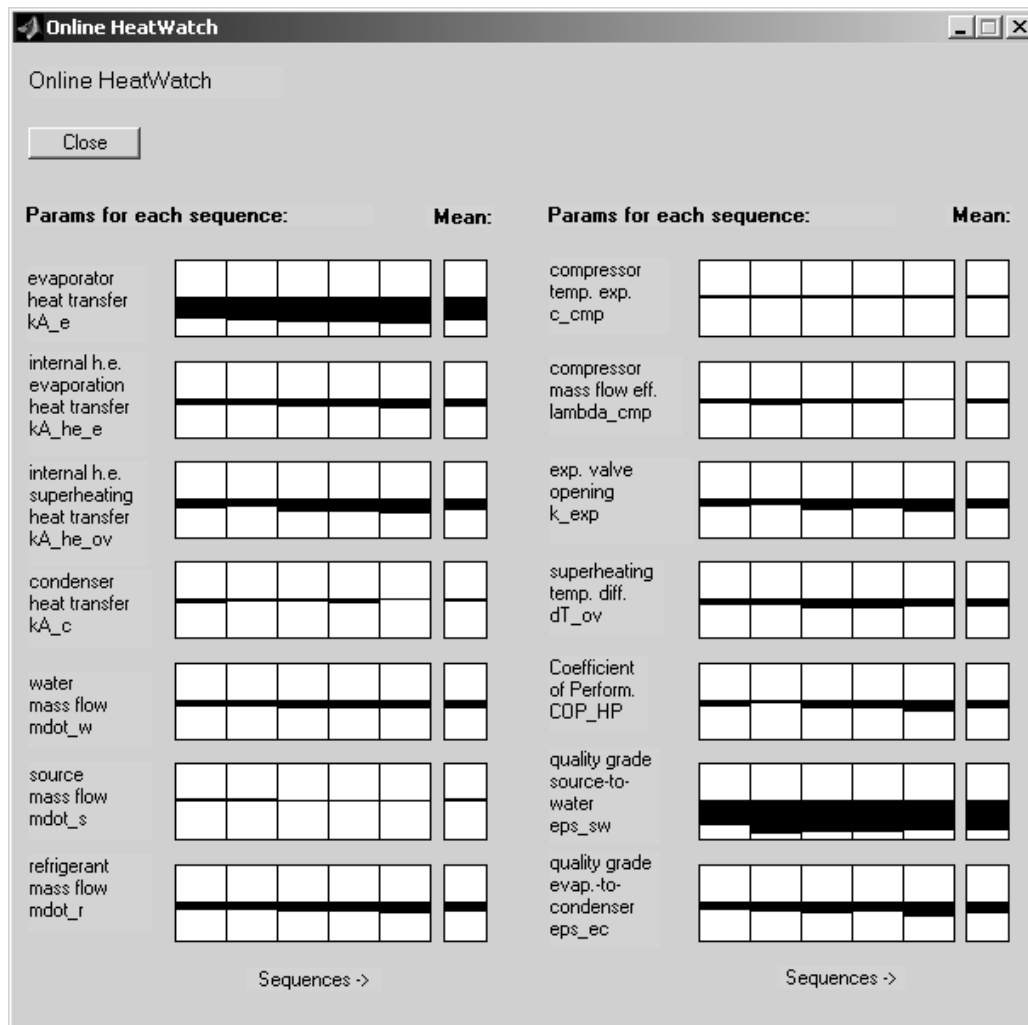 Online HeatWatch
Online HeatWatch
Close
Params for each sequence:
Mean:
evaporator
heat transfer
kA_e
internal h.e.
evaporation
heat transfer
kA_he_e
internal h.e.
superheating
heat transfer
kA_he_ov
condenser
heat transfer
kA_c
water
mass flow
mdot_w
source
mass flow
mdot_s
refrigerant
mass flow
mdot_r
Sequences ->
Params for each sequence:
Mean:
compressor
temp. exp.
c_cmp
compressor
mass flow eff.
lambda_cmp
exp. valve
opening
k_exp
superheating
temp. diff.
dT_ov
Coefficient
of Perform.
COP_HP
quality grade
source-to-
water
eps_sw
quality grade
evap.-to-
condenser
eps_ec
Sequences ->